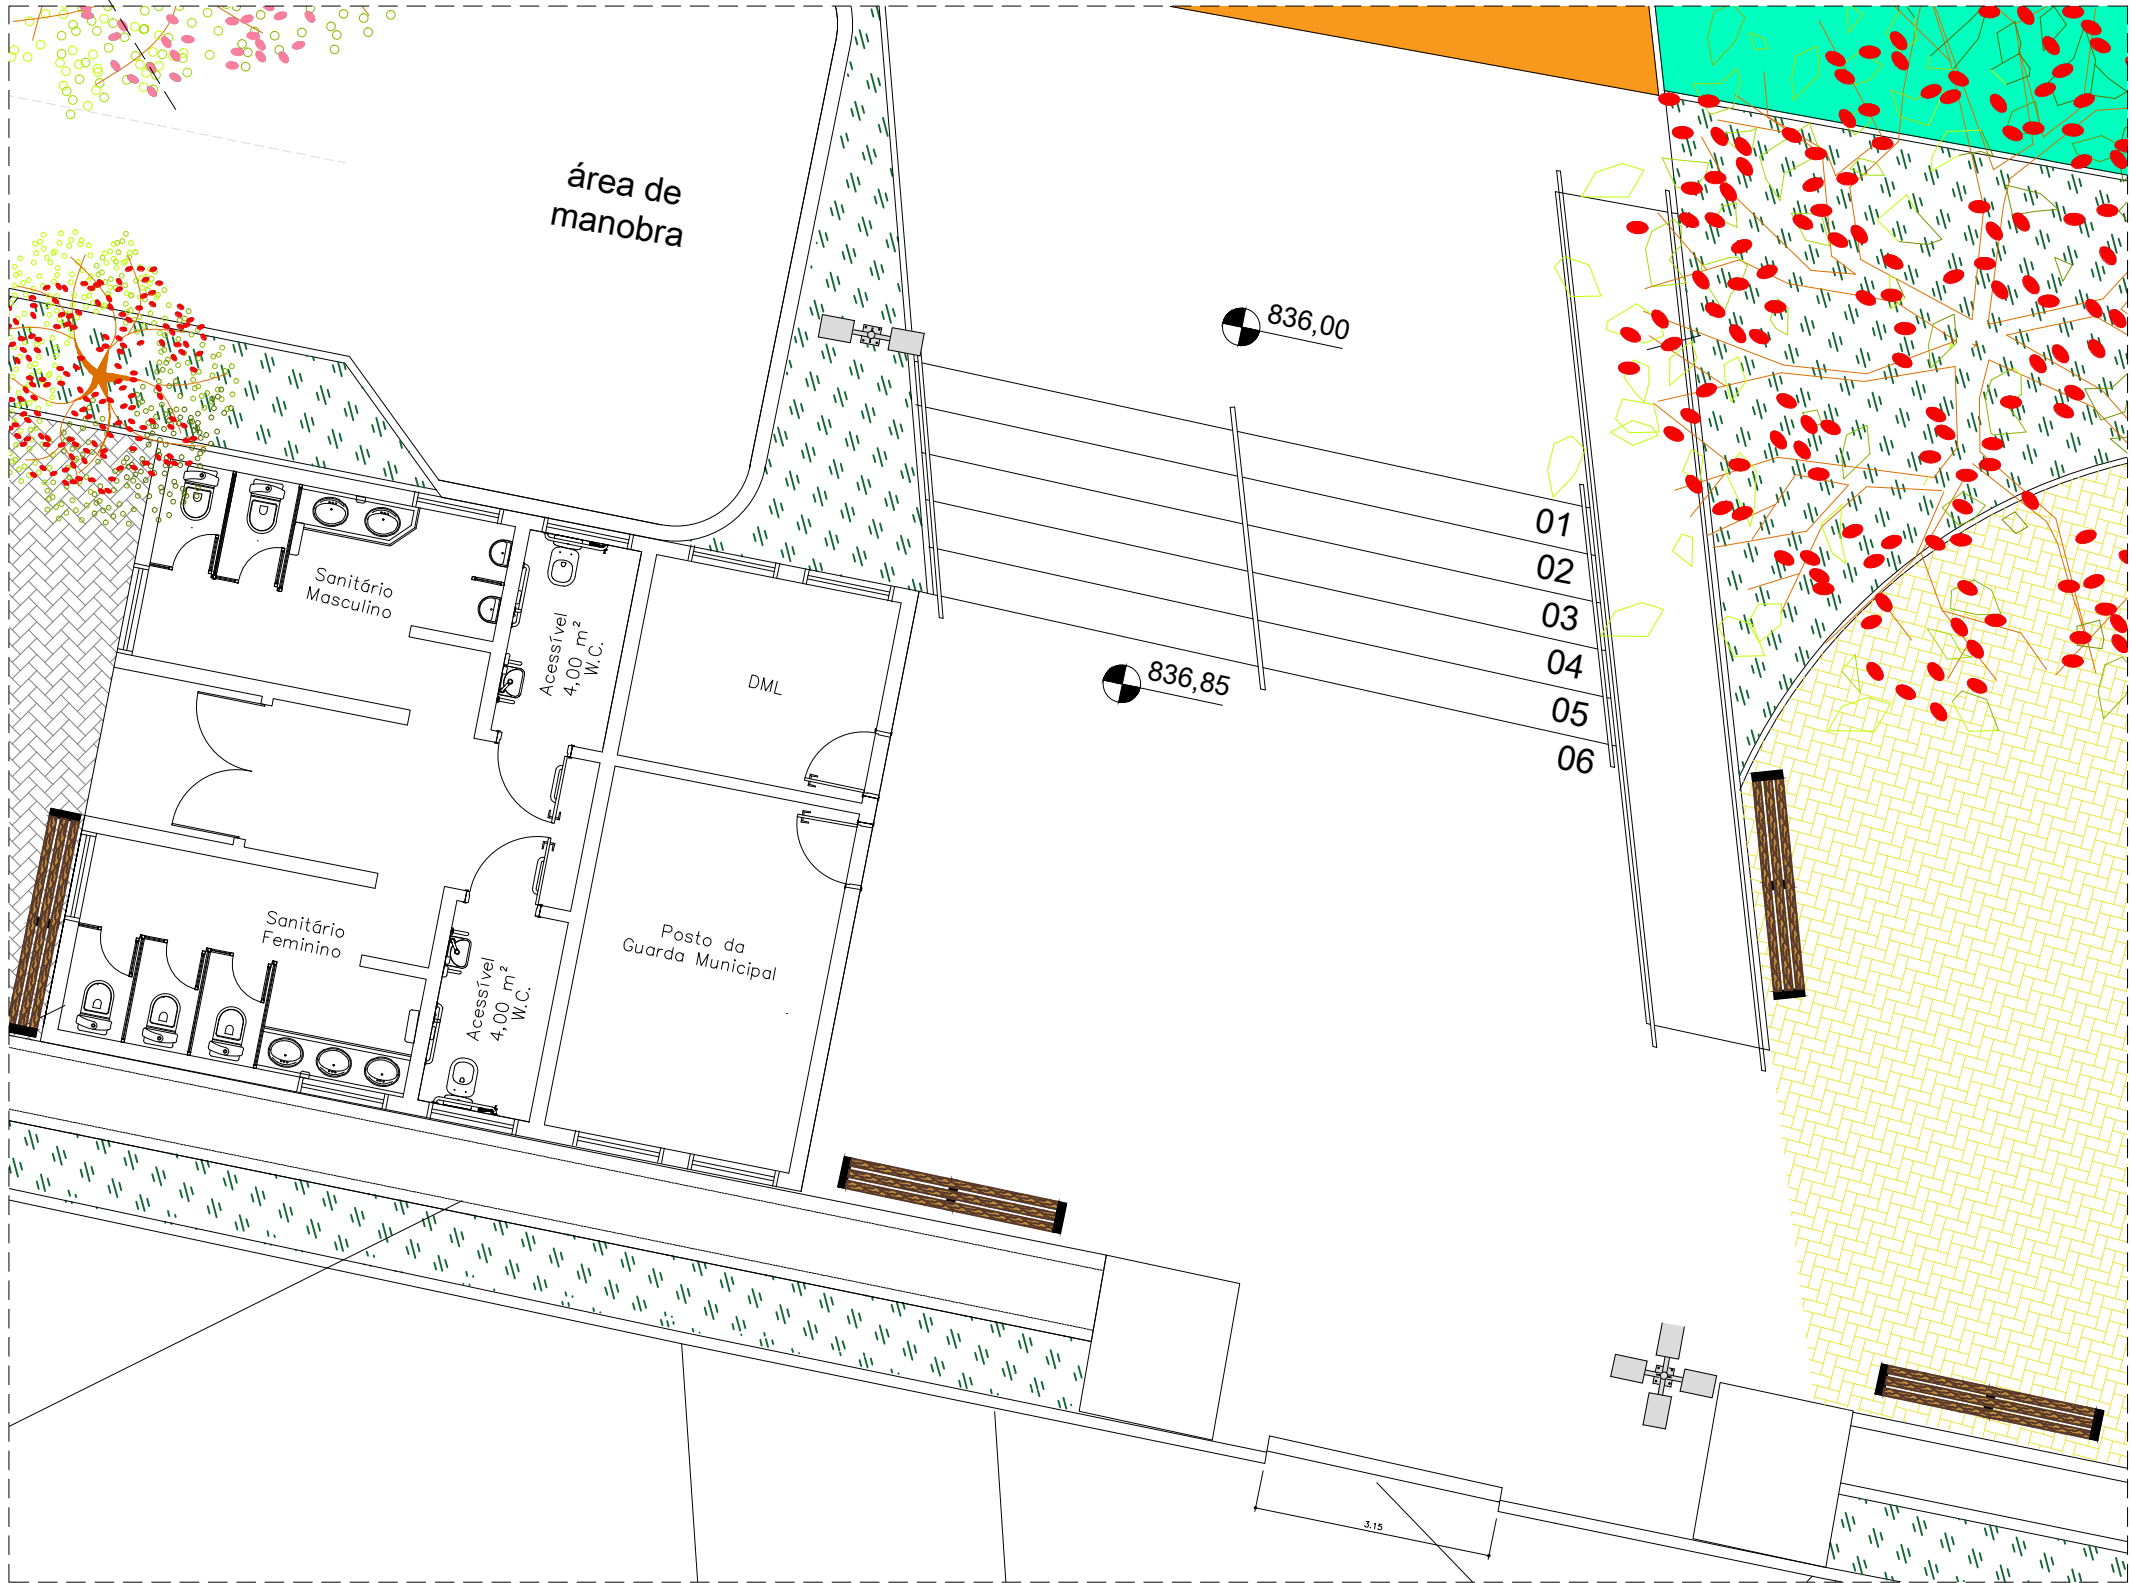 área de
manobra
836,00
01
02
03
04
05
06
836,85
Sanitário
Masculino
Acessível
4,00 m²
W.C.
DML
Sanitário
Feminino
Acessível
4,00 m²
W.C.
Posto da
Guarda Municipal
3.15